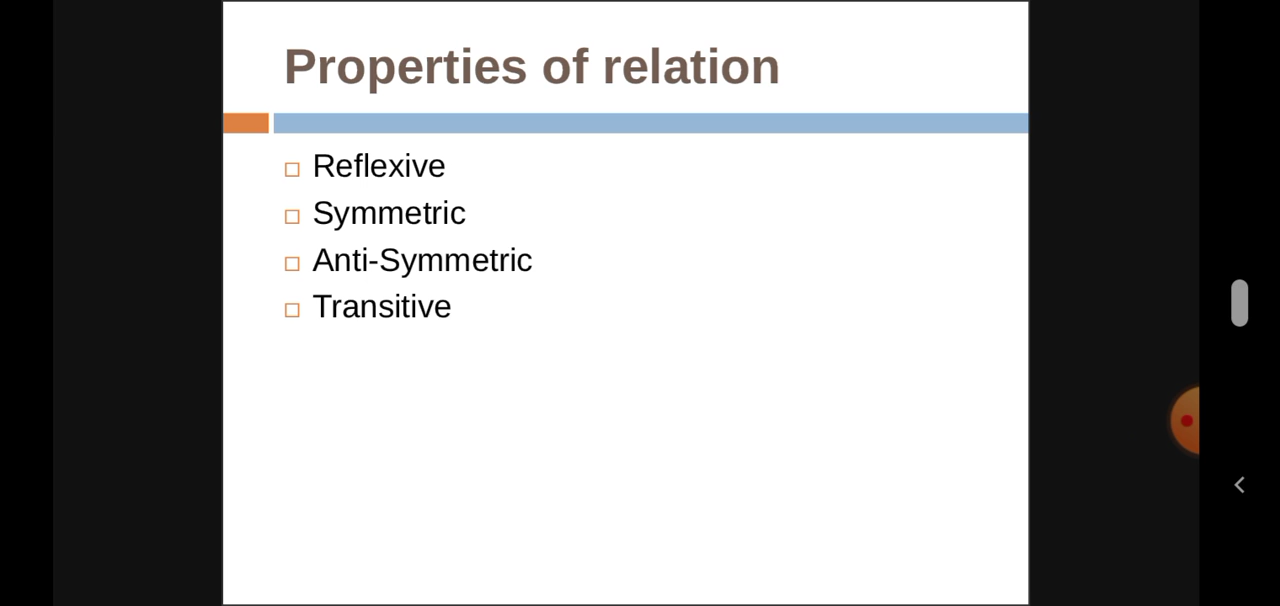 Properties of relation
Reflexive
Symmetric
Anti-Symmetric
Transitive